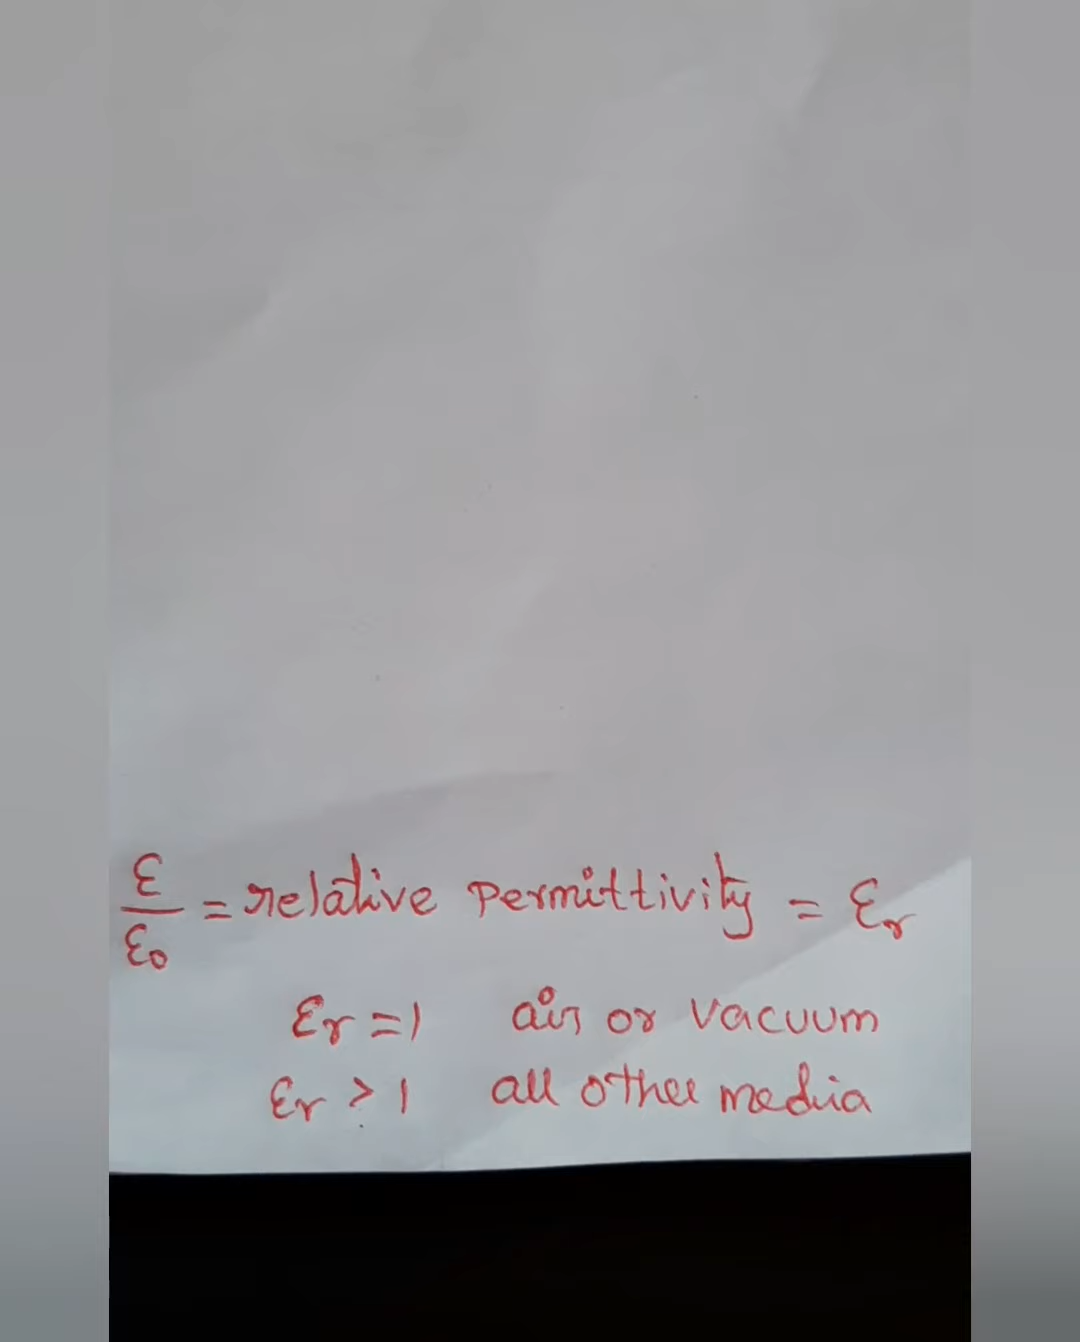 ε/ε₀ = relative permittivity = εr
εr = 1 air or vacuum
εr > 1 all other media